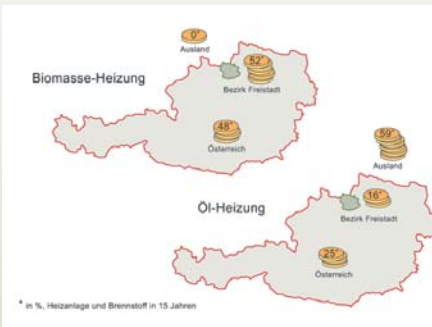 0*
Ausland
Biomasse-Heizung
52*
Bezirk Freistadt
48*
Österreich
59*
Ausland
Öl-Heizung
16*
Bezirk Freistadt
25*
Österreich
* in %, Heizanlage und Brennstoff in 15 Jahren